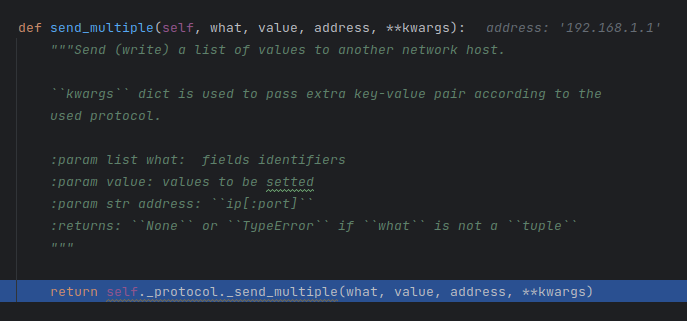 def send_multiple(self, what, value, address, **kwargs):   address: '192.168.1.1'
    """Send (write) a list of values to another network host.

    ``kwargs`` dict is used to pass extra key-value pair according to the
    used protocol.

    :param list what:  fields identifiers
    :param value: values to be setted
    :param str address: ``ip[:port]``
    :returns: ``None`` or ``TypeError`` if ``what`` is not a ``tuple``
    """

    return self._protocol._send_multiple(what, value, address, **kwargs)